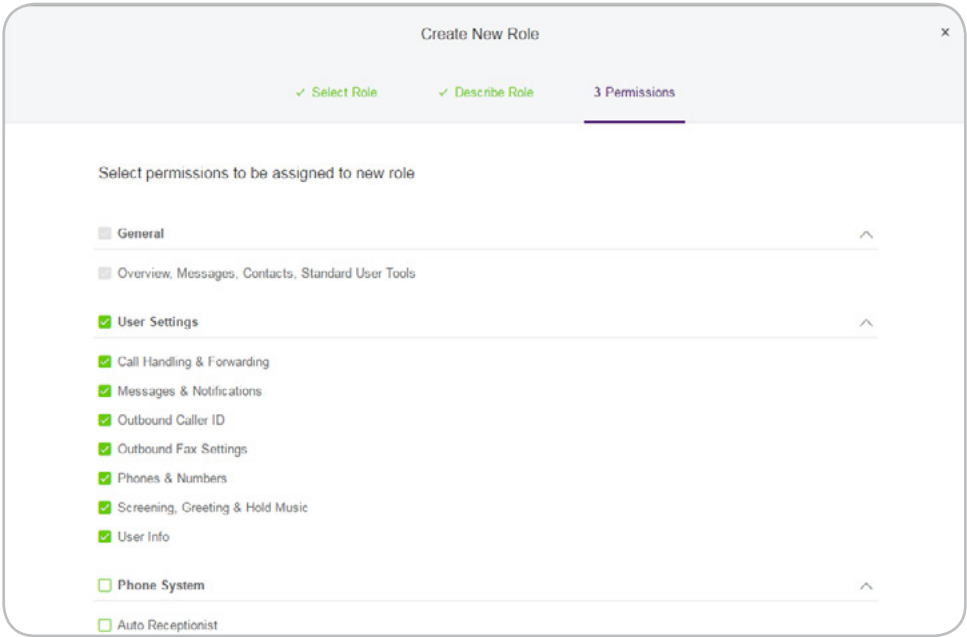 Create New Role
×
✓ Select Role ✓ Describe Role 3 Permissions
Select permissions to be assigned to new role
General
Overview, Messages, Contacts, Standard User Tools
User Settings
Call Handling & Forwarding
Messages & Notifications
Outbound Caller ID
Outbound Fax Settings
Phones & Numbers
Screening, Greeting & Hold Music
User Info
Phone System
Auto Receptionist